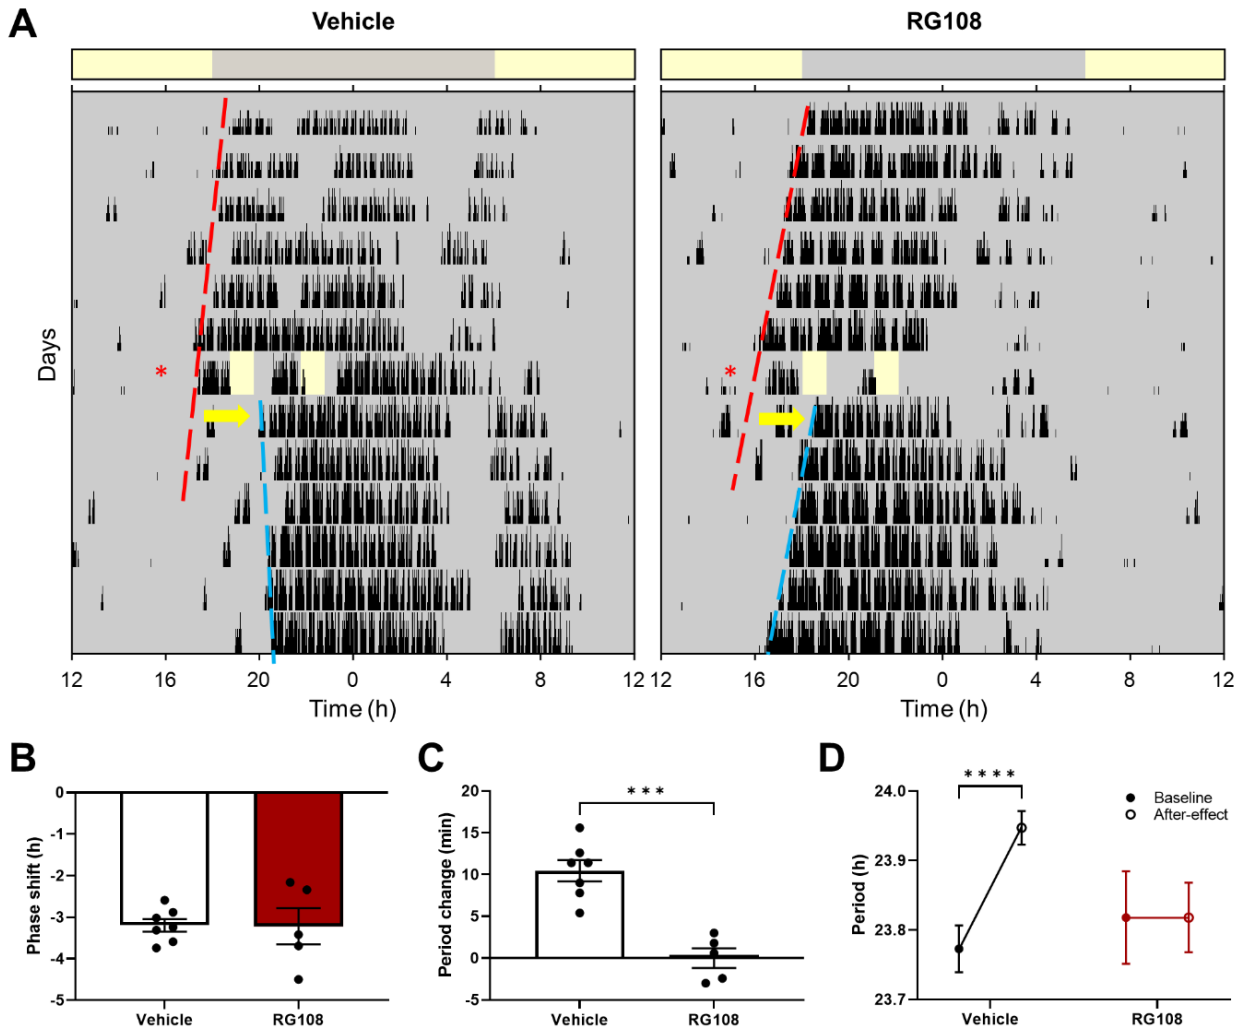 A
Vehicle
RG108
Days
*
*
12 16 20 0 4 8 12
12 16 20 0 4 8 12
Time (h)
Time (h)
B
C
D
Phase shift (h)
0
-1
-2
-3
-4
-5
Vehicle RG108
Period change (min)
20
15
10
5
0
-5
***
Vehicle RG108
Period (h)
24.0
23.9
23.8
23.7
****
Baseline
After-effect
Vehicle RG108